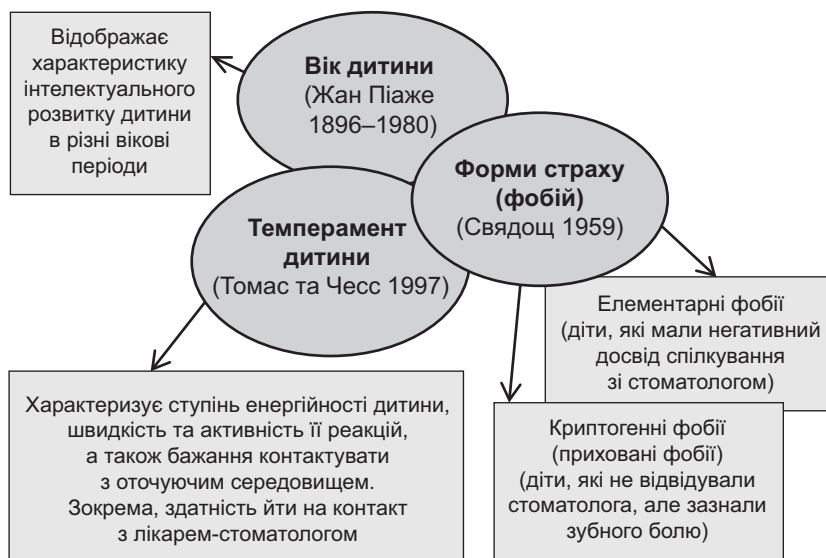 Відображає
характеристику
інтелектуального
розвитку дитини
в різні вікові
періоди
Вік дитини
(Жан Піаже
1896–1980)
Форми страху
(фобій)
(Свядощ 1959)
Темперамент
дитини
(Томас та Чесс 1997)
Елементарні фобії
(діти, які мали негативний
досвід спілкування
зі стоматологом)
Характеризує ступінь енергійності дитини,
швидкість та активність її реакцій,
а також бажання контактувати
з оточуючим середовищем.
Зокрема, здатність йти на контакт
з лікарем-стоматологом
Криптогенні фобії
(приховані фобії)
(діти, які не відвідували
стоматолога, але зазнали
зубного болю)